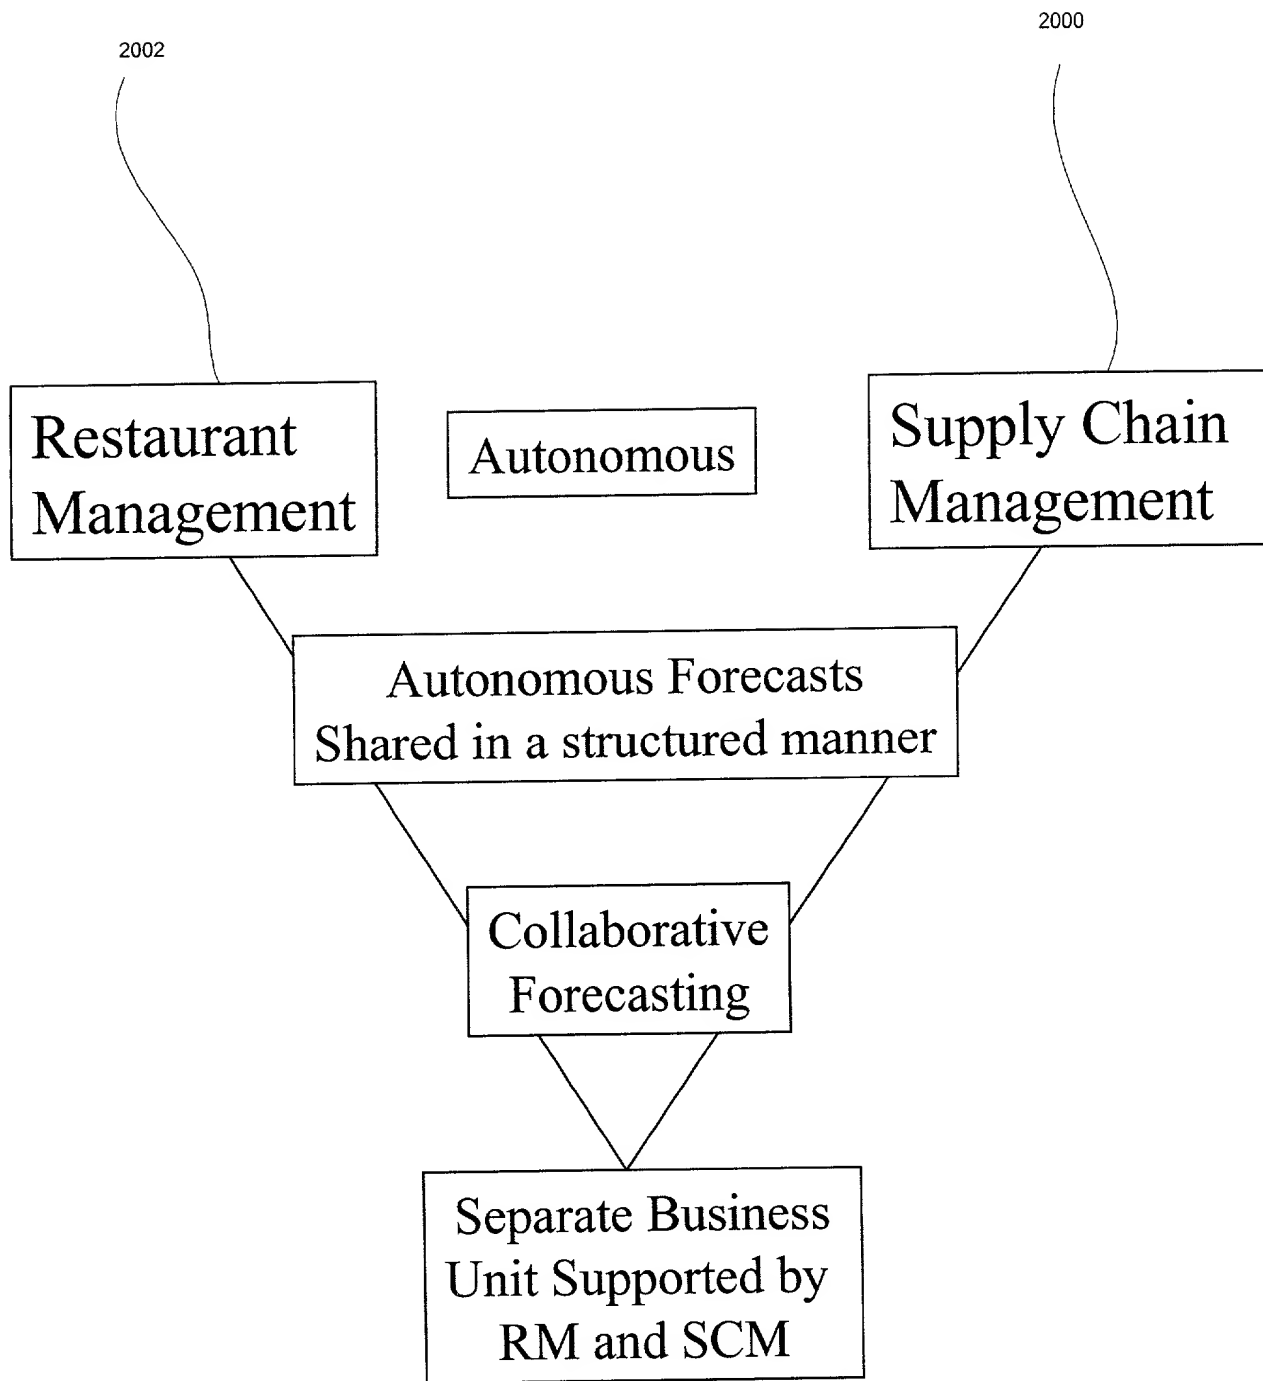 2002
2000
Restaurant
Management
Autonomous
Supply Chain
Management
Autonomous Forecasts
Shared in a structured manner
Collaborative
Forecasting
Separate Business
Unit Supported by
RM and SCM